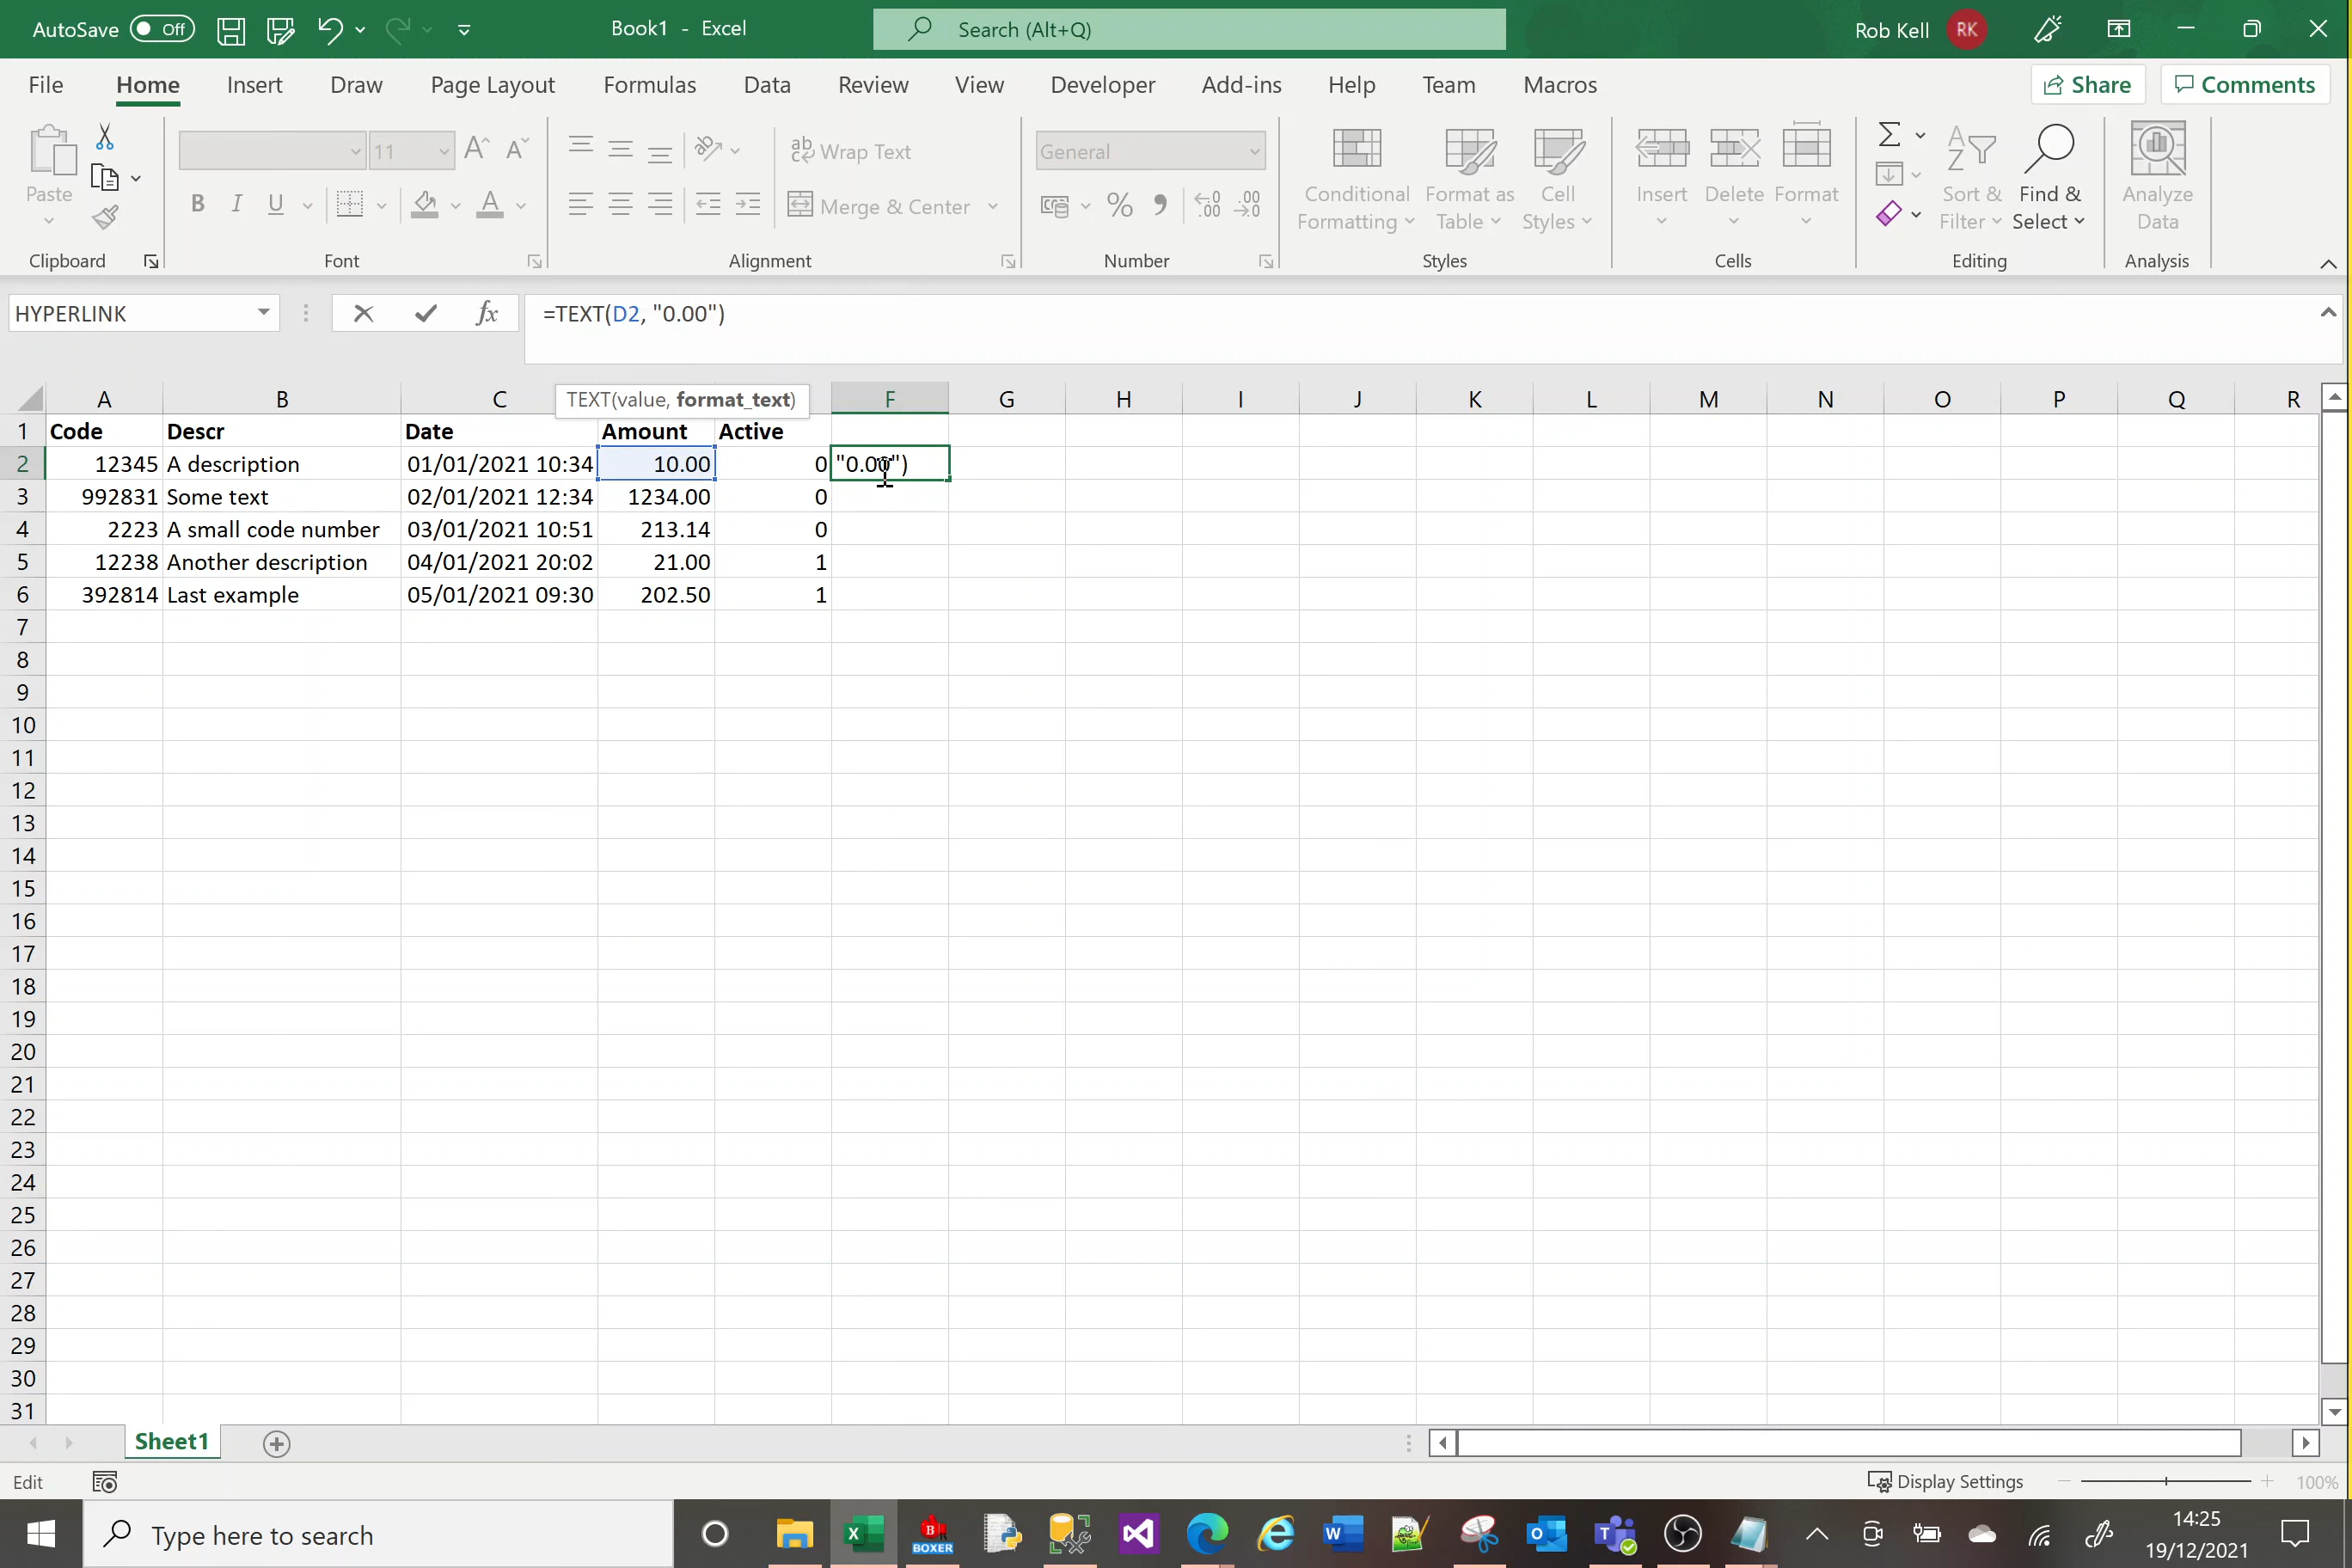 AutoSave Off Book1 - Excel Search (Alt+Q) Rob Kell RK
File Home Insert Draw Page Layout Formulas Data Review View Developer Add-ins Help Team Macros Share Comments
Paste 11 A A ab Wrap Text General Conditional Formatting Format as Table Cell Styles Insert Delete Format Sort & Filter Find & Select Analyze Data
B I U A Merge & Center % 9
Clipboard Font Alignment Number Styles Cells Editing Analysis
HYPERLINK fx =TEXT(D2, "0.00")
TEXT(value, format_text)
A B C F G H I J K L M N O P Q R
1 Code Descr Date Amount Active
2 12345 A description 01/01/2021 10:34 10.00 0 "0.00")
3 992831 Some text 02/01/2021 12:34 1234.00 0
4 2223 A small code number 03/01/2021 10:51 213.14 0
5 12238 Another description 04/01/2021 20:02 21.00 1
6 392814 Last example 05/01/2021 09:30 202.50 1
7
8
9
10
11
12
13
14
15
16
17
18
19
20
21
22
23
24
25
26
27
28
29
30
31
Sheet1
Edit Display Settings 100%
Type here to search BOXER 14:25
19/12/2021